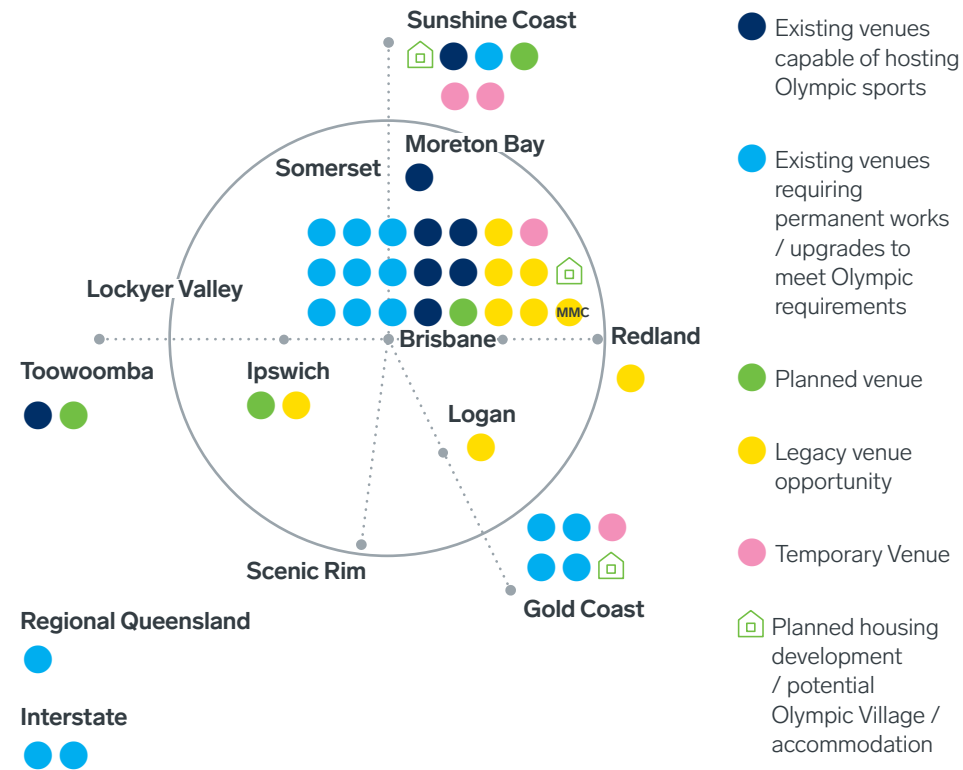 Sunshine Coast
Moreton Bay
Somerset
Lockyer Valley
MMC
Brisbane
Redland
Toowoomba
Ipswich
Logan
Scenic Rim
Gold Coast
Regional Queensland
Interstate
Existing venues
capable of hosting
Olympic sports
Existing venues
requiring
permanent works
/ upgrades to
meet Olympic
requirements
Planned venue
Legacy venue
opportunity
Temporary Venue
Planned housing
development
/ potential
Olympic Village /
accommodation